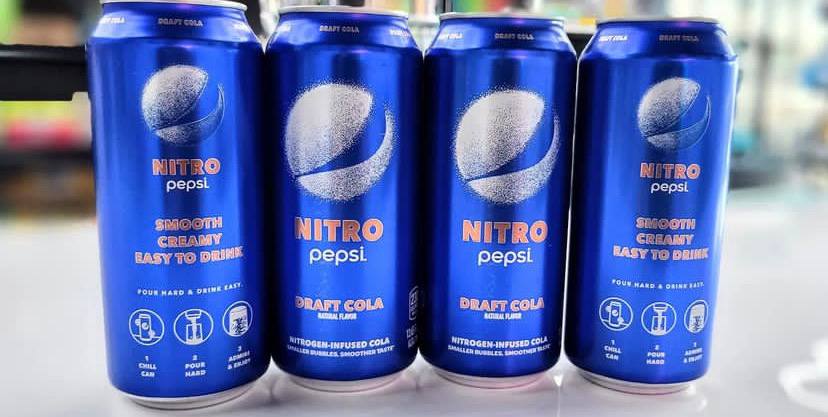 DRAFT COLA
NITRO
pepsi
SMOOTH
CREAMY
EASY TO DRINK
POUR HARD & DRINK EASY.
1
CHILL
CAN
2
POUR
HARD
3
ADMIRE
& ENJOY
DRAFT COLA
NITRO
pepsi
DRAFT COLA
NATURAL FLAVOR
NITROGEN-INFUSED COLA
SMALLER BUBBLES, SMOOTHER TASTE
DRAFT COLA
NITRO
pepsi
DRAFT COLA
NATURAL FLAVOR
NITROGEN-INFUSED COLA
SMALLER BUBBLES, SMOOTHER TASTE
DRAFT COLA
NITRO
pepsi
SMOOTH
CREAMY
EASY TO DRINK
POUR HARD & DRINK EASY.
1
CHILL
CAN
2
POUR
HARD
3
ADMIRE
& ENJOY